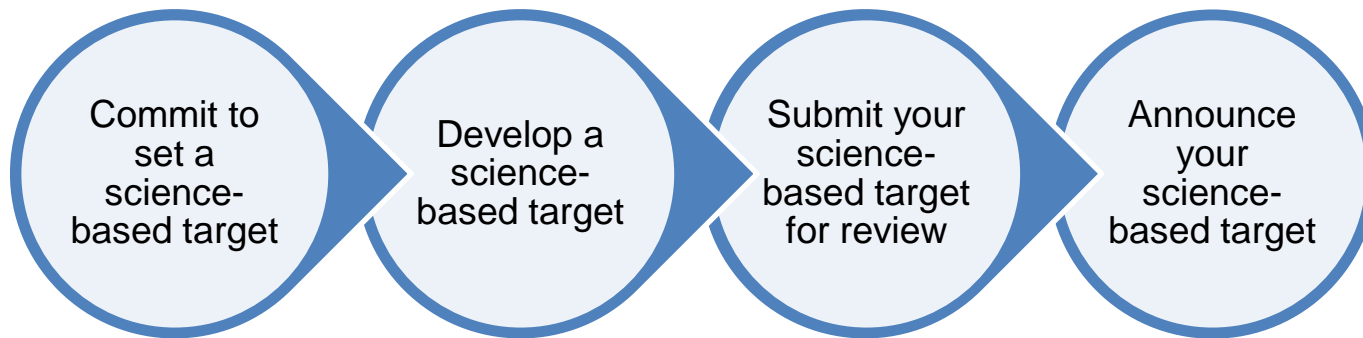 Commit to
set a
science-
based target
Develop a
science-
based target
Submit your
science-
based target
for review
Announce
your
science-
based target